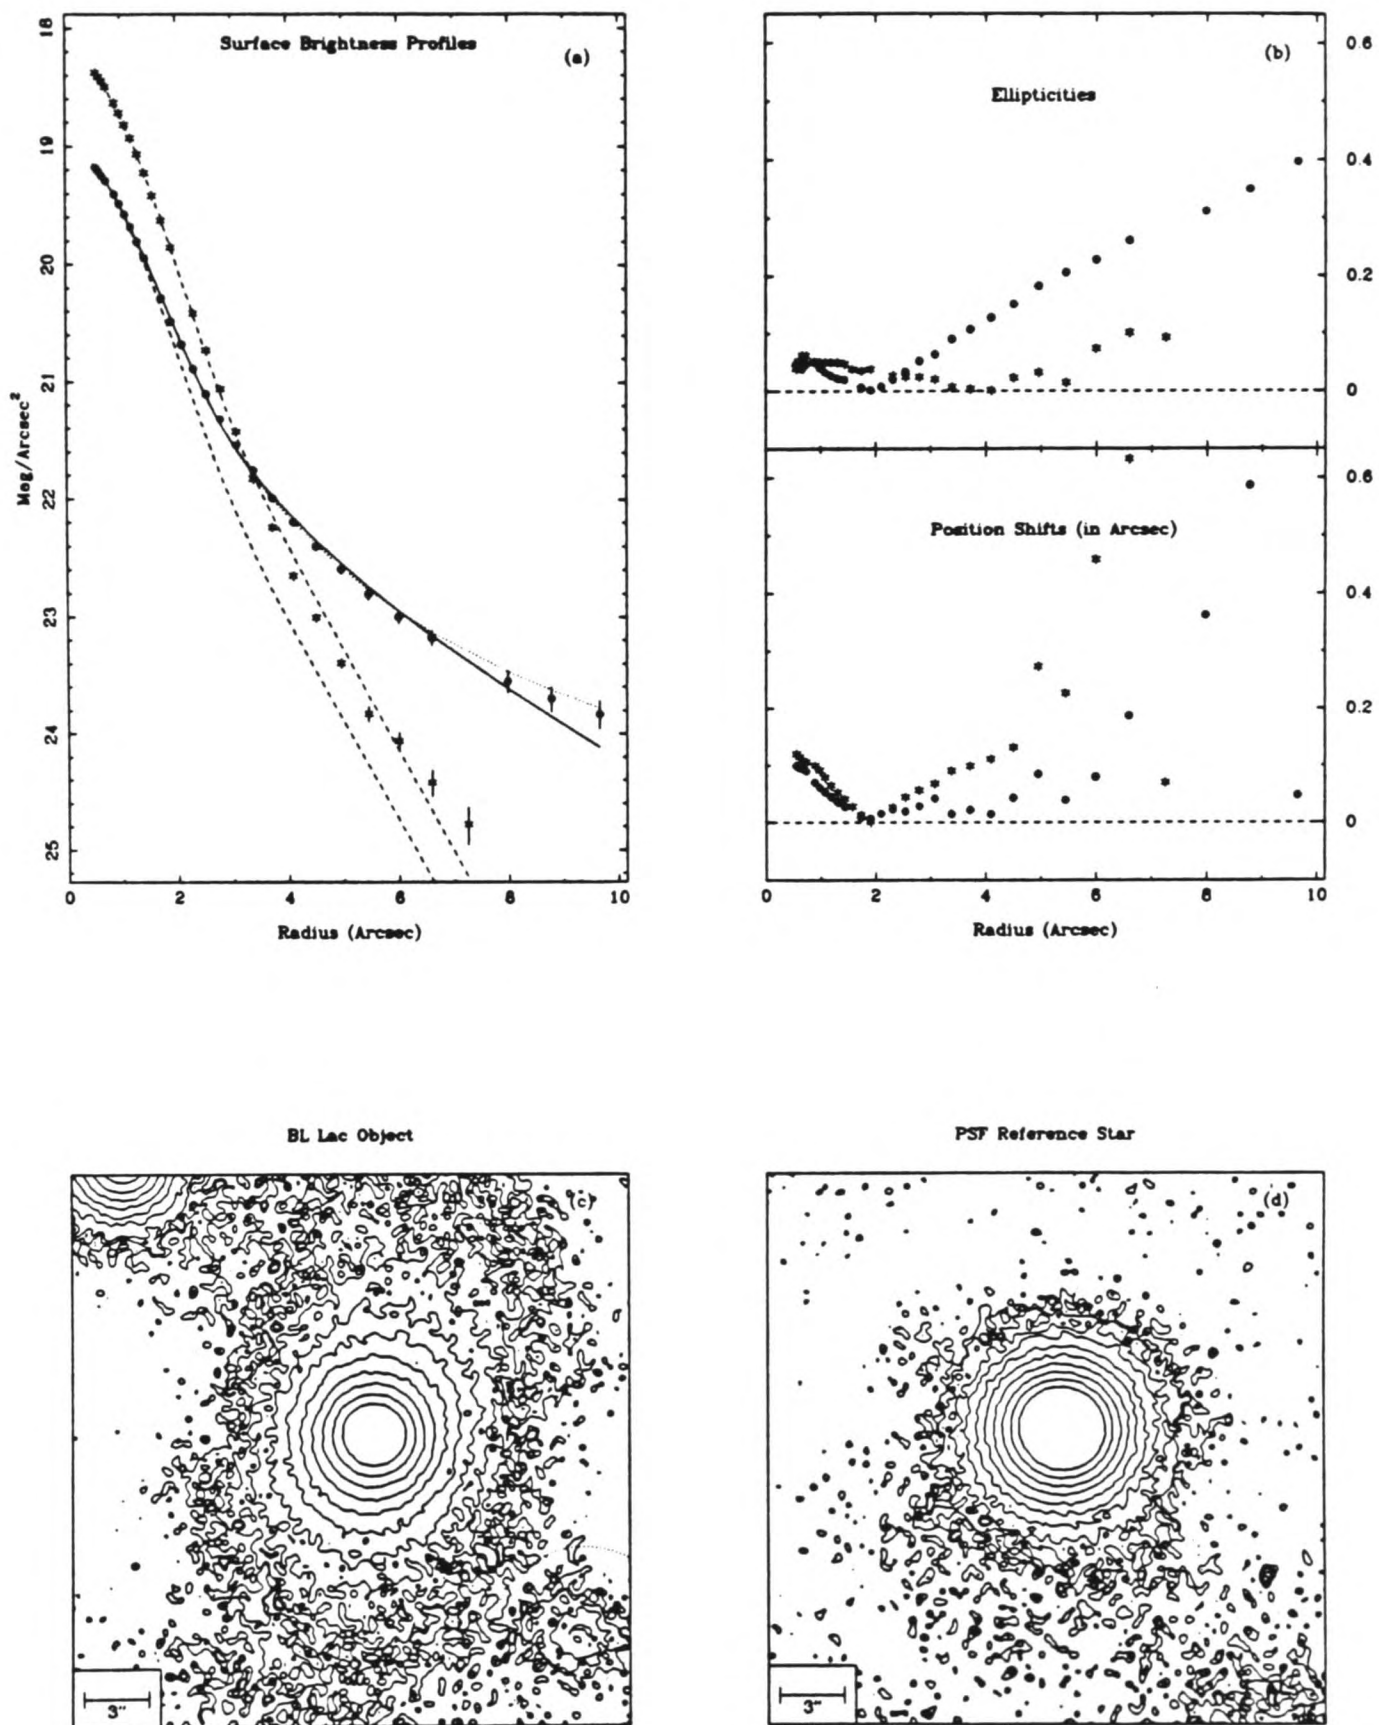 Surface Brightness Profiles
(a)
18
19
20
21
22
23
24
25
Mag/Arcsec²
0 2 4 6 8 10
Radius (Arcsec)
(b)
Ellipticities
0.6
0.4
0.2
0
Position Shifts (in Arcsec)
0.6
0.4
0.2
0
0 2 4 6 8 10
Radius (Arcsec)
BL Lac Object
(c)
3"
PSF Reference Star
(d)
3"